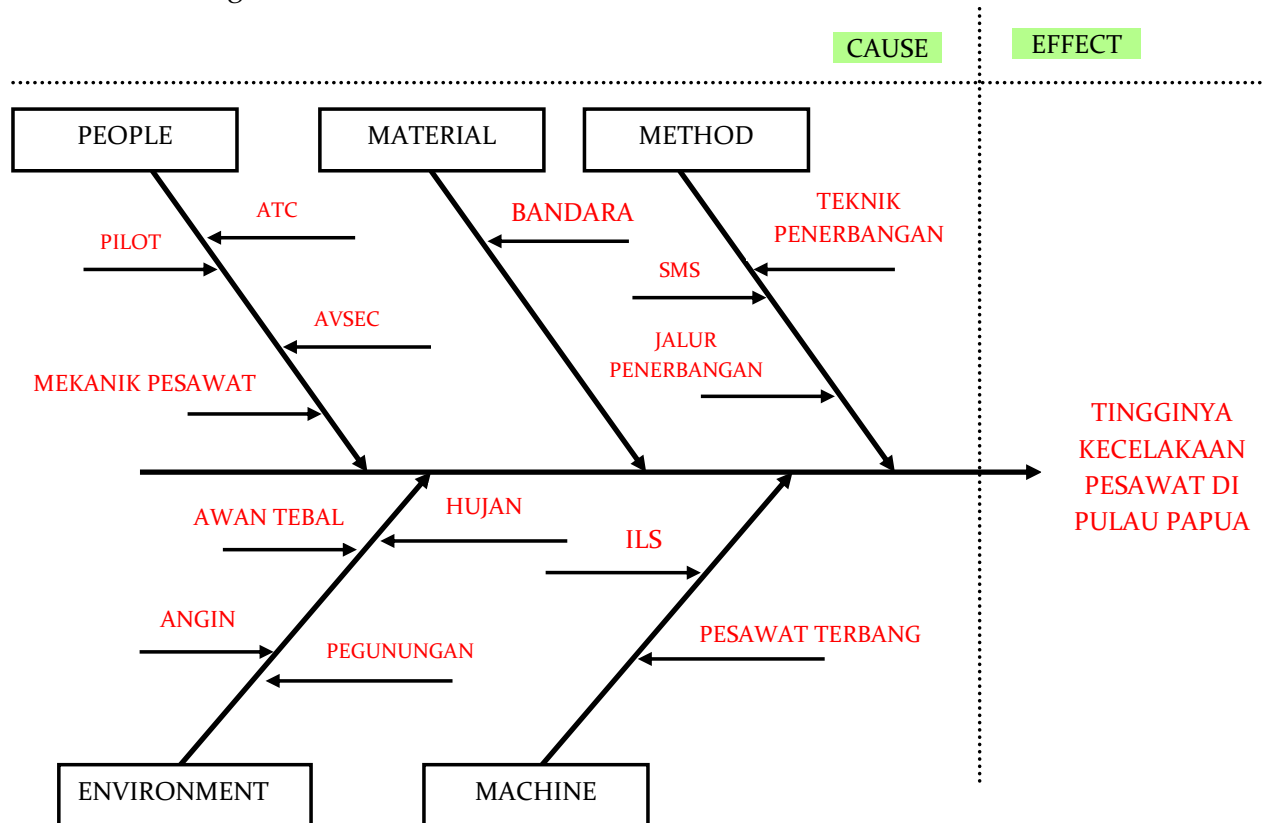 CAUSE
EFFECT
PEOPLE
MATERIAL
METHOD
ATC
PILOT
AVSEC
MEKANIK PESAWAT
BANDARA
TEKNIK
PENERBANGAN
SMS
JALUR
PENERBANGAN
TINGGINYA
KECELAKAAN
PESAWAT DI
PULAU PAPUA
AWAN TEBAL
HUJAN
ANGIN
PEGUNUNGAN
ILS
PESAWAT TERBANG
ENVIRONMENT
MACHINE